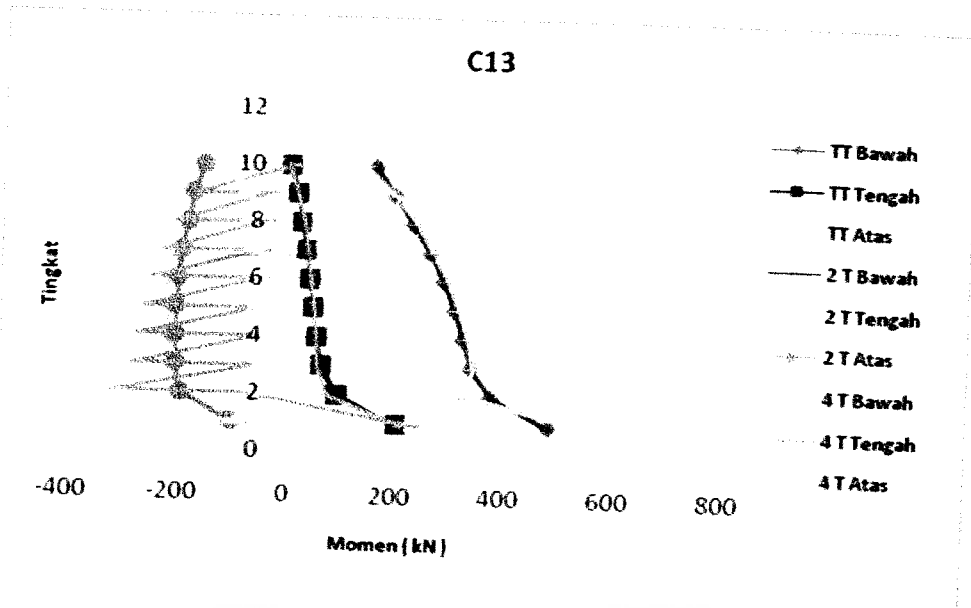 C13
12
10
8
6
4
2
0
-400 -200 0 200 400 600 800
Tingkat
Momen ( kN )
TT Bawah
TT Tengah
TT Atas
2 T Bawah
2 T Tengah
2 T Atas
4 T Bawah
4 T Tengah
4 T Atas